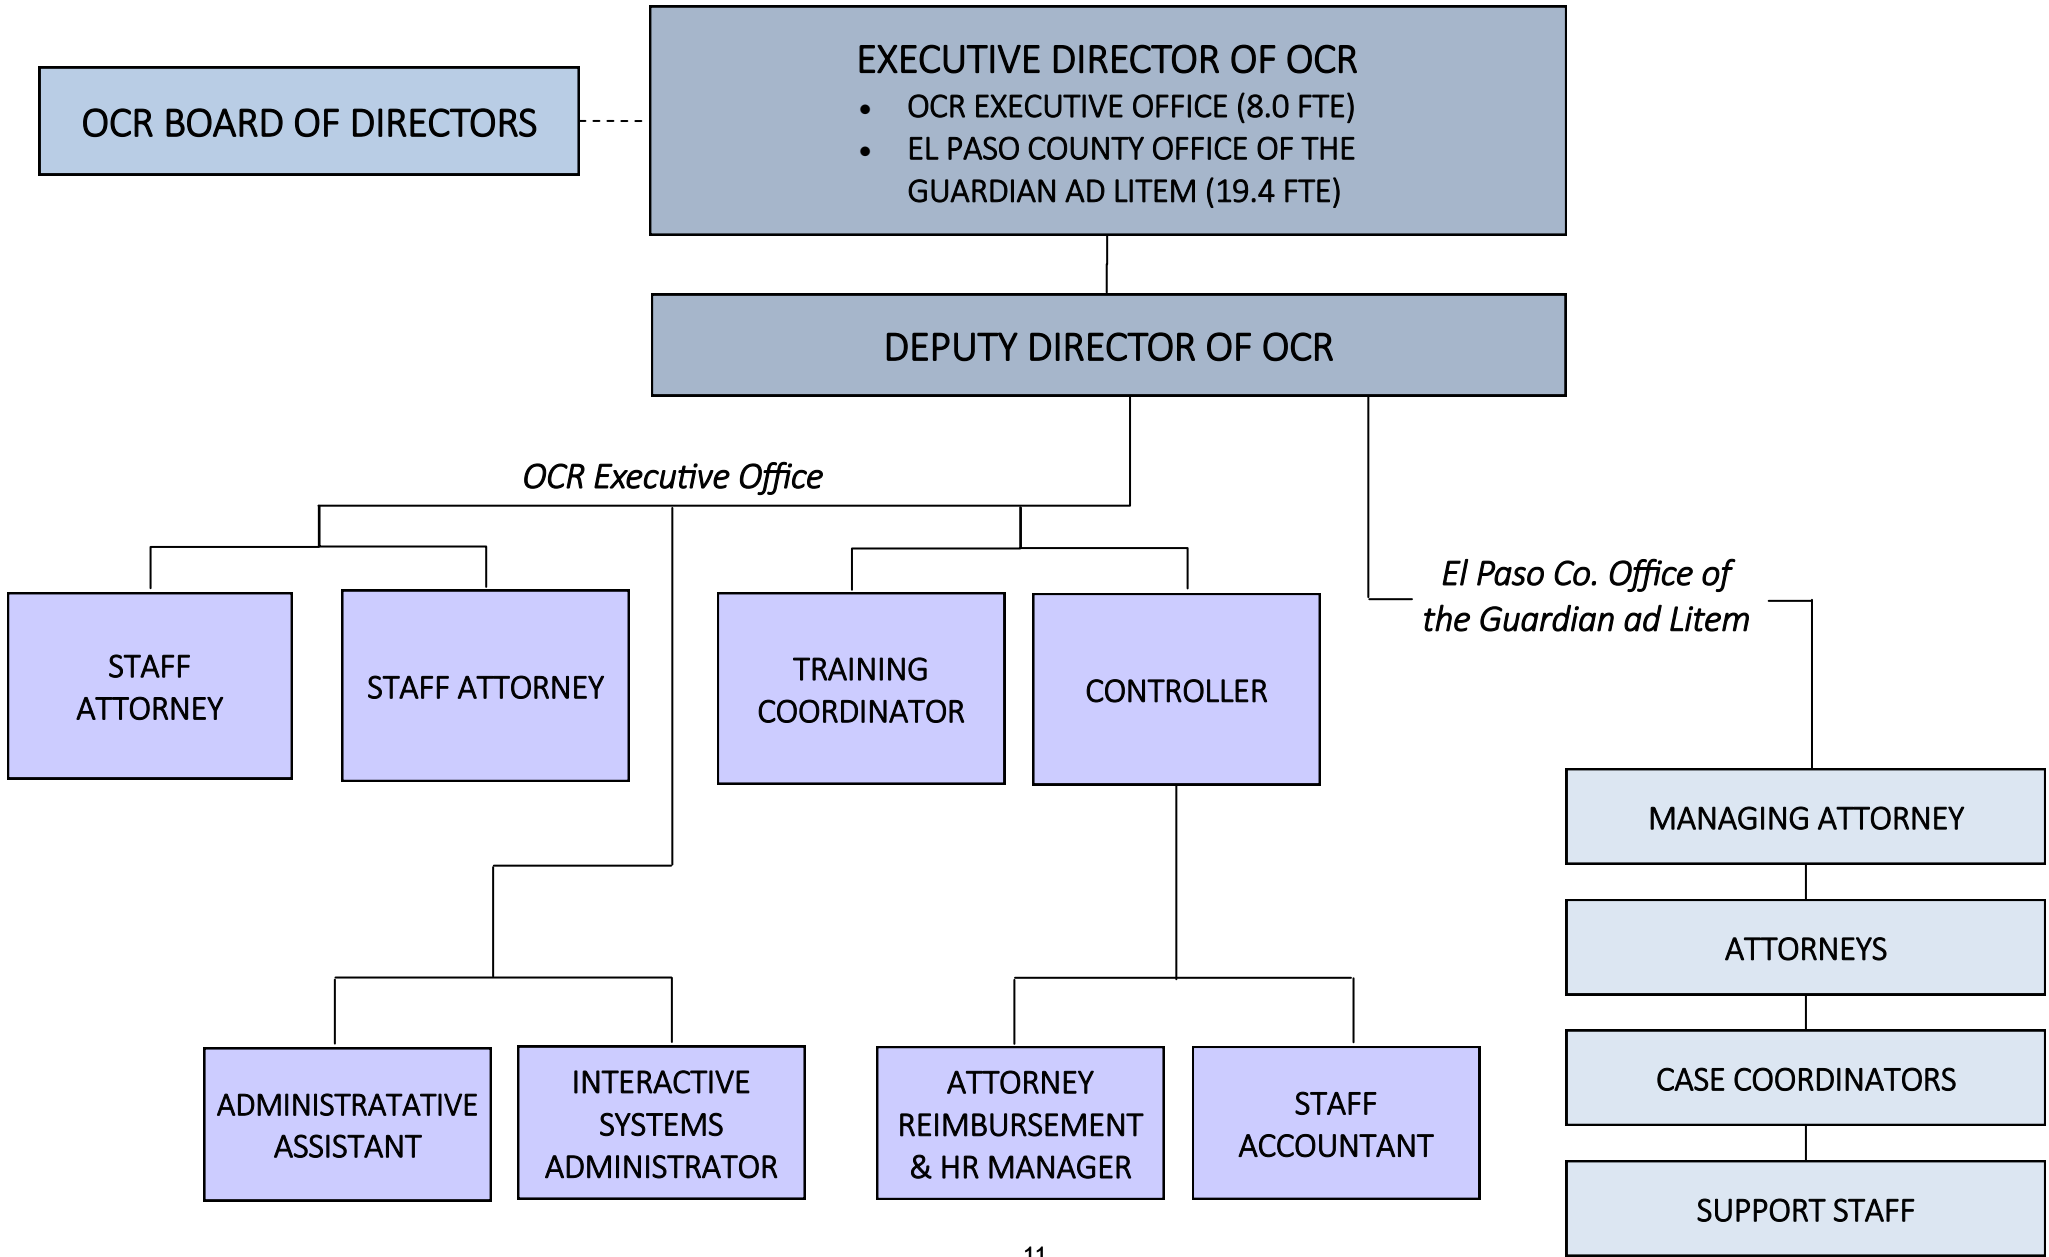 EXECUTIVE DIRECTOR OF OCR
• OCR EXECUTIVE OFFICE (8.0 FTE)
• EL PASO COUNTY OFFICE OF THE
GUARDIAN AD LITEM (19.4 FTE)
OCR BOARD OF DIRECTORS
DEPUTY DIRECTOR OF OCR
OCR Executive Office
El Paso Co. Office of
the Guardian ad Litem
STAFF
ATTORNEY
STAFF ATTORNEY
TRAINING
COORDINATOR
CONTROLLER
MANAGING ATTORNEY
ATTORNEYS
CASE COORDINATORS
SUPPORT STAFF
ADMINISTRATATIVE
ASSISTANT
INTERACTIVE
SYSTEMS
ADMINISTRATOR
ATTORNEY
REIMBURSEMENT
& HR MANAGER
STAFF
ACCOUNTANT
11